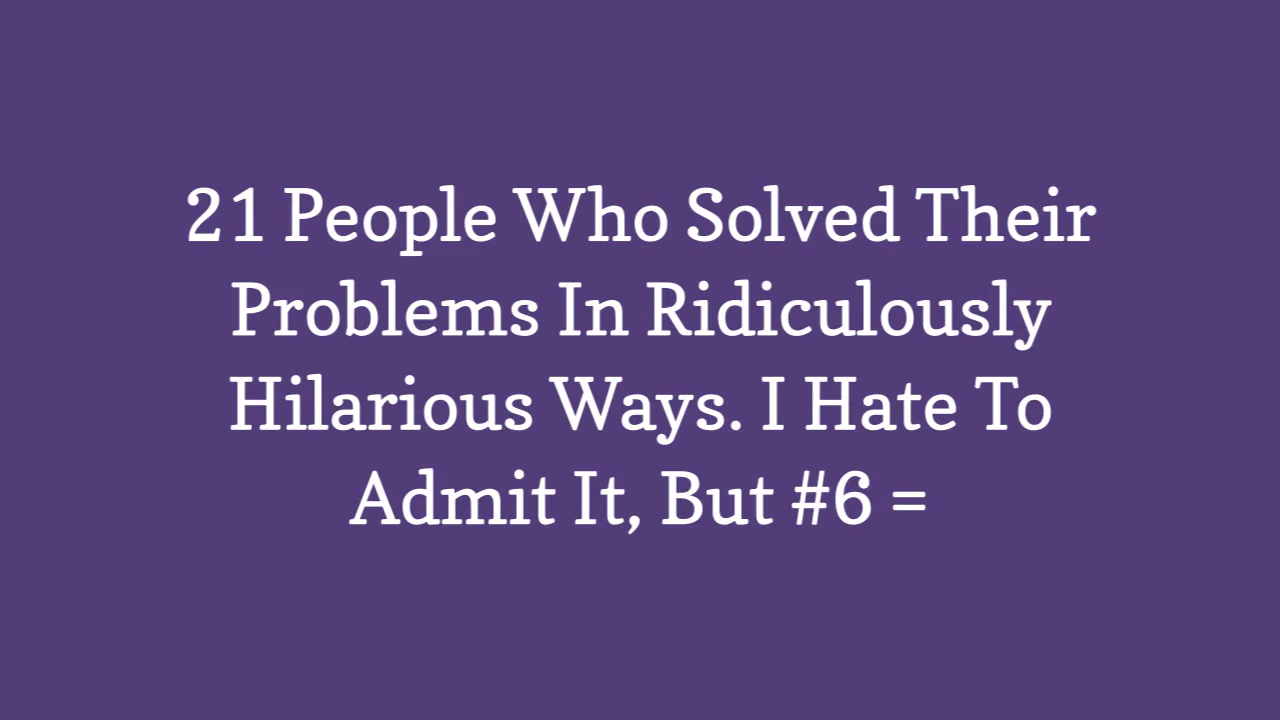 21 People Who Solved Their
Problems In Ridiculously
Hilarious Ways. I Hate To
Admit It, But #6 =